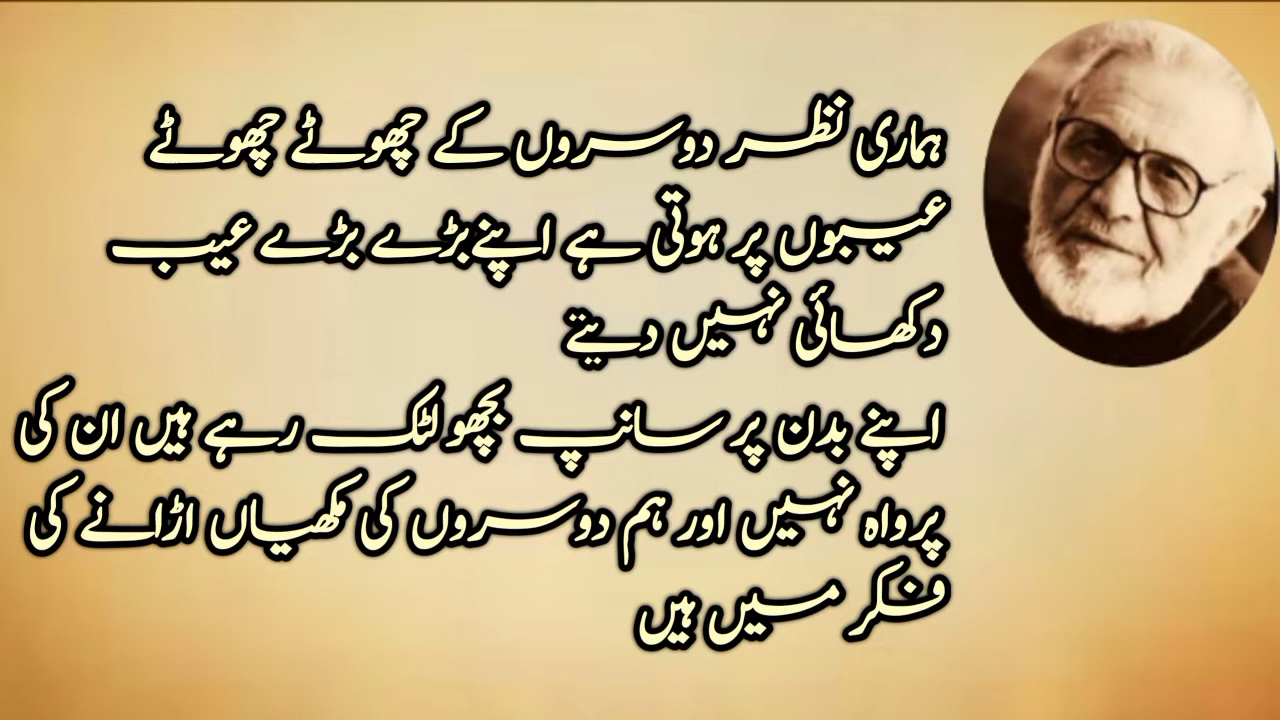 ہماری نظر دوسروں کے چھوٹے چھوٹے
عیبوں پر ہوتی ہے اپنے بڑے بڑے عیب
دکھائی نہیں دیتے
اپنے بدن پر سانپ بچھو لٹک رہے ہیں ان کی
پرواہ نہیں اور ہم دوسروں کی مکھیاں اڑانے کی
فکر میں ہیں